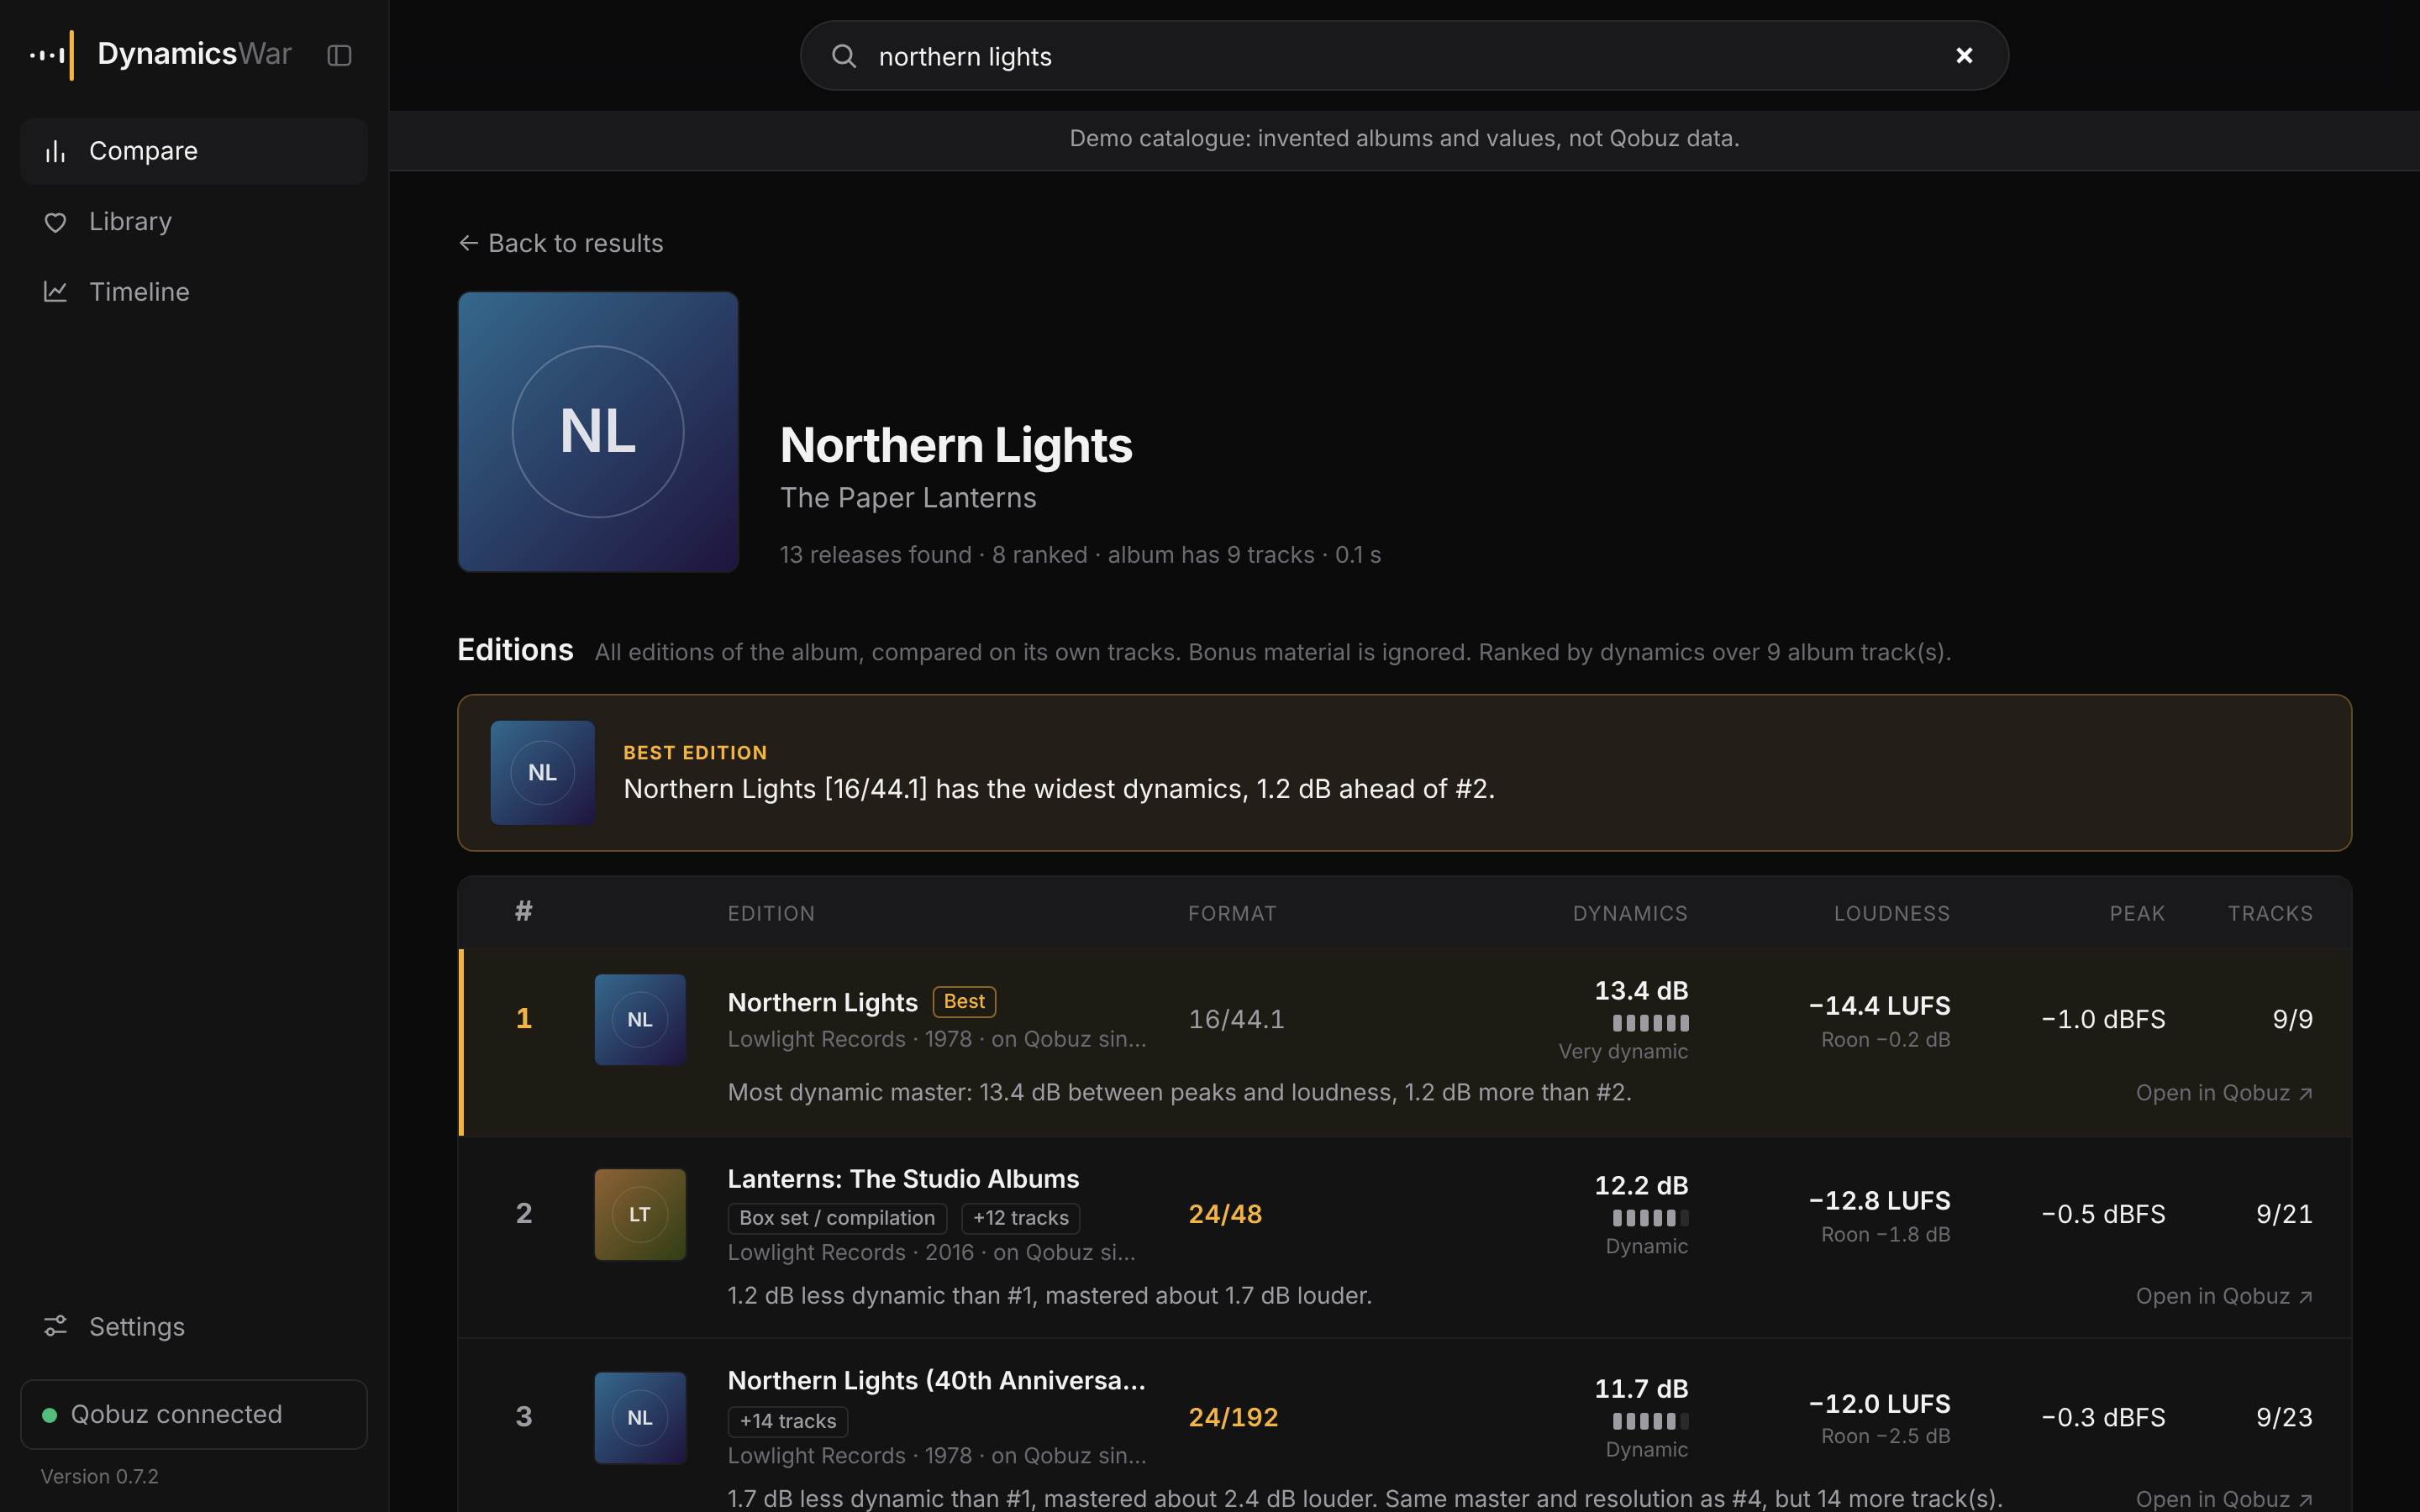 DynamicsWar
northern lights
Compare
Library
Timeline
Settings
Qobuz connected
Version 0.7.2
Demo catalogue: invented albums and values, not Qobuz data.
← Back to results
NL
Northern Lights
The Paper Lanterns
13 releases found · 8 ranked · album has 9 tracks · 0.1 s
Editions All editions of the album, compared on its own tracks. Bonus material is ignored. Ranked by dynamics over 9 album track(s).
NL
BEST EDITION
Northern Lights [16/44.1] has the widest dynamics, 1.2 dB ahead of #2.
# EDITION FORMAT DYNAMICS LOUDNESS PEAK TRACKS
1 NL Northern Lights Best 16/44.1 13.4 dB −14.4 LUFS −1.0 dBFS 9/9
Lowlight Records · 1978 · on Qobuz sin... Very dynamic Roon −0.2 dB
Most dynamic master: 13.4 dB between peaks and loudness, 1.2 dB more than #2. Open in Qobuz ↗
2 LT Lanterns: The Studio Albums 24/48 12.2 dB −12.8 LUFS −0.5 dBFS 9/21
Box set / compilation +12 tracks
Lowlight Records · 2016 · on Qobuz si... Dynamic Roon −1.8 dB
1.2 dB less dynamic than #1, mastered about 1.7 dB louder. Open in Qobuz ↗
3 NL Northern Lights (40th Anniversa... 24/192 11.7 dB −12.0 LUFS −0.3 dBFS 9/23
+14 tracks
Lowlight Records · 1978 · on Qobuz sin... Dynamic Roon −2.5 dB
1.7 dB less dynamic than #1, mastered about 2.4 dB louder. Same master and resolution as #4, but 14 more track(s). Open in Qobuz ↗